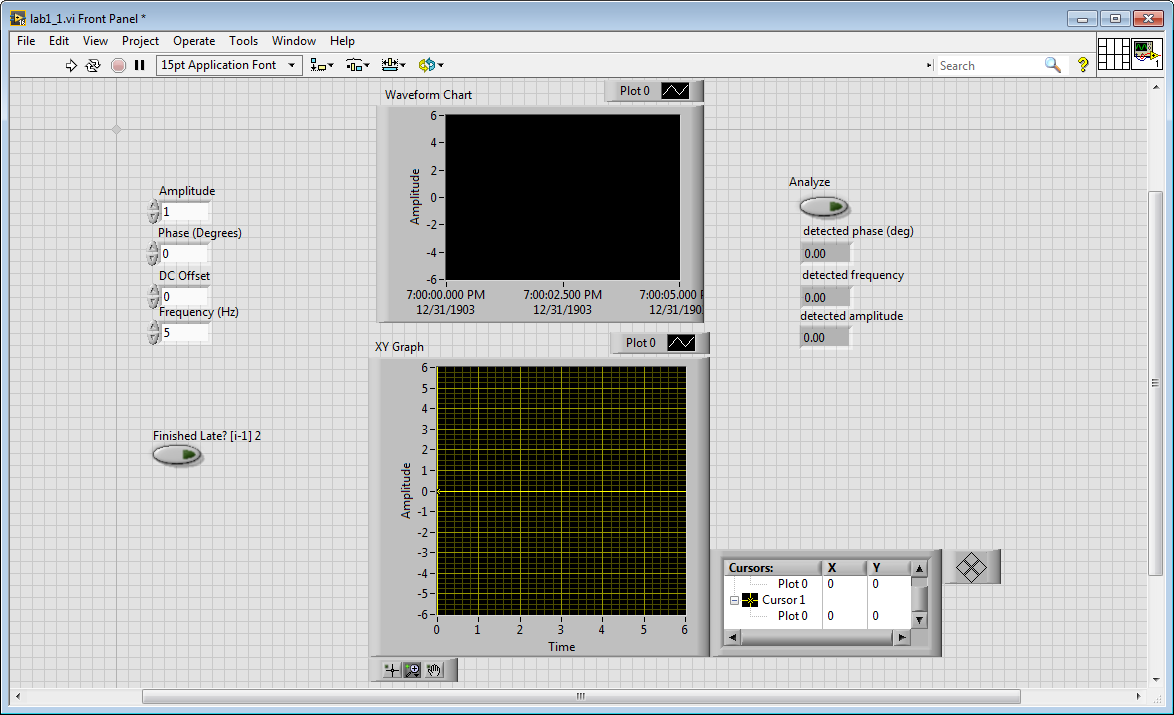 lab1_1.vi Front Panel *
File Edit View Project Operate Tools Window Help
15pt Application Font
Search
?
1
Waveform Chart
Plot 0
Amplitude
6
4
2
0
-2
-4
-6
7:00:00.000 PM 7:00:02.500 PM 7:00:05.000 P
12/31/1903 12/31/1903 12/31/190
Amplitude
1
Phase (Degrees)
0
DC Offset
0
Frequency (Hz)
5
Finished Late? [i-1] 2
Analyze
detected phase (deg)
0.00
detected frequency
0.00
detected amplitude
0.00
XY Graph
Plot 0
Amplitude
6
5
4
3
2
1
0
-1
-2
-3
-4
-5
-6
0 1 2 3 4 5 6
Time
Cursors: X Y
Plot 0 0 0
Cursor 1
Plot 0 0 0